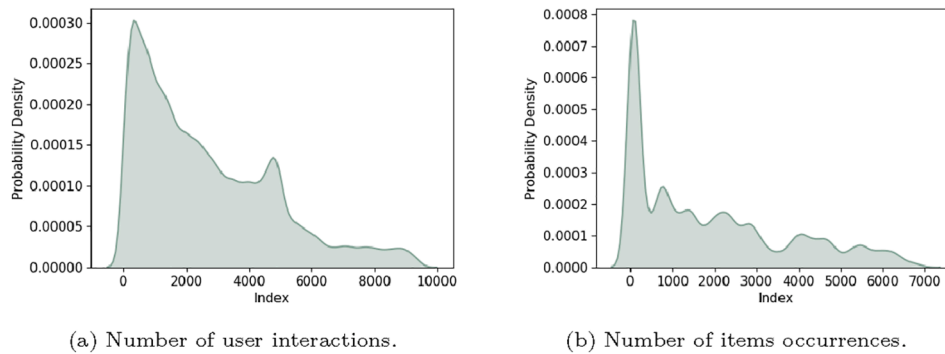 0.00030
0.00025
0.00020
0.00015
0.00010
0.00005
0.00000
Probability Density
0 2000 4000 6000 8000 10000
Index
(a) Number of user interactions.
0.0008
0.0007
0.0006
0.0005
0.0004
0.0003
0.0002
0.0001
0.0000
Probability Density
0 1000 2000 3000 4000 5000 6000 7000
Index
(b) Number of items occurrences.